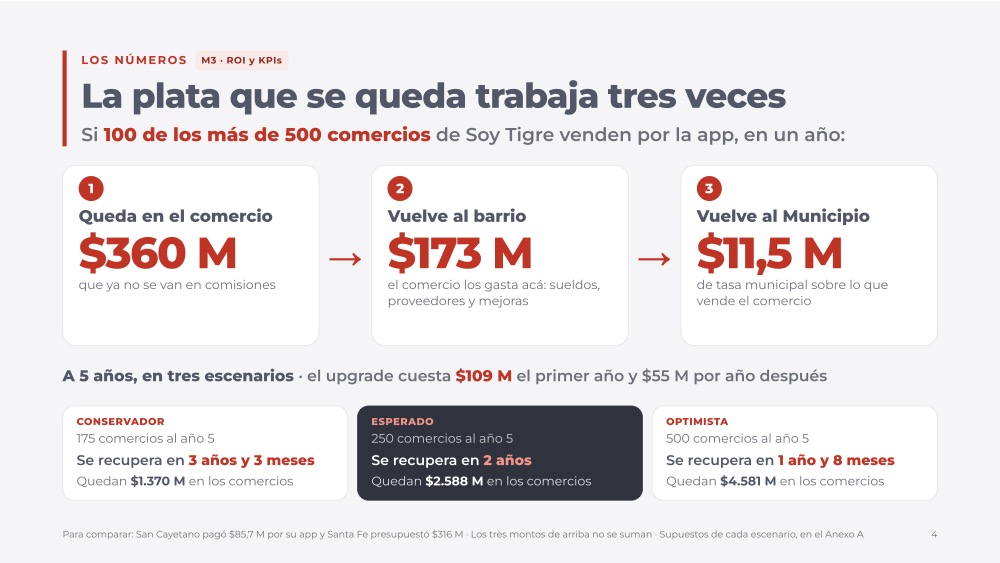 LOS NÚMEROS M3 · ROI y KPIs
La plata que se queda trabaja tres veces
Si 100 de los más de 500 comercios de Soy Tigre venden por la app, en un año:
1
Queda en el comercio
$360 M
que ya no se van en comisiones
→
2
Vuelve al barrio
$173 M
el comercio los gasta acá: sueldos,
proveedores y mejoras
→
3
Vuelve al Municipio
$11,5 M
de tasa municipal sobre lo que
vende el comercio
A 5 años, en tres escenarios · el upgrade cuesta $109 M el primer año y $55 M por año después
CONSERVADOR
175 comercios al año 5
Se recupera en 3 años y 3 meses
Quedan $1.370 M en los comercios
ESPERADO
250 comercios al año 5
Se recupera en 2 años
Quedan $2.588 M en los comercios
OPTIMISTA
500 comercios al año 5
Se recupera en 1 año y 8 meses
Quedan $4.581 M en los comercios
Para comparar: San Cayetano pagó $85,7 M por su app y Santa Fe presupuestó $316 M · Los tres montos de arriba no se suman · Supuestos de cada escenario, en el Anexo A
4